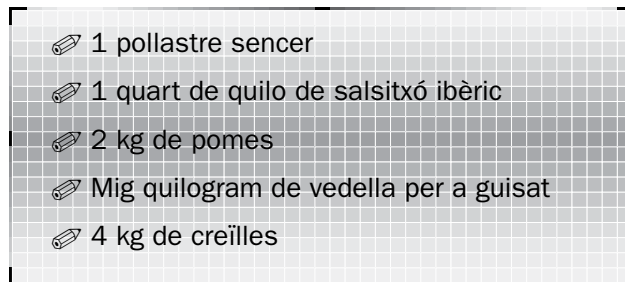 1 pollastre sencer
1 quart de quilo de salsitxó ibèric
2 kg de pomes
Mig quilogram de vedella per a guisat
4 kg de creïlles